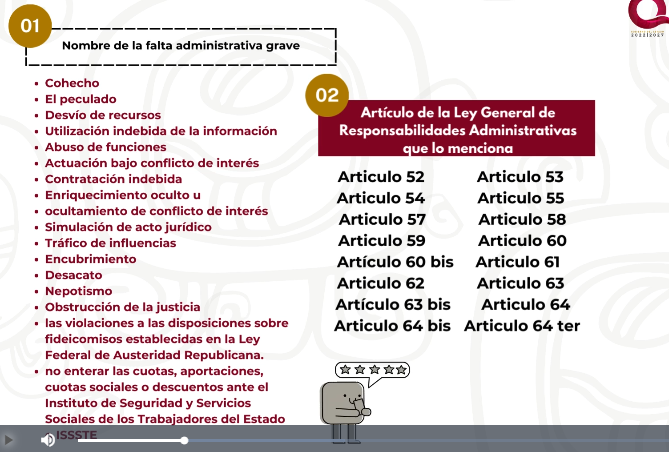 01
Nombre de la falta administrativa grave
• Cohecho
• El peculado
• Desvío de recursos
• Utilización indebida de la información
• Abuso de funciones
• Actuación bajo conflicto de interés
• Contratación indebida
• Enriquecimiento oculto u
• ocultamiento de conflicto de interés
• Simulación de acto jurídico
• Tráfico de influencias
• Encubrimiento
• Desacato
• Nepotismo
• Obstrucción de la justicia
• las violaciones a las disposiciones sobre
fideicomisos establecidas en la Ley
Federal de Austeridad Republicana.
• no enterar las cuotas, aportaciones,
cuotas sociales o descuentos ante el
Instituto de Seguridad y Servicios
Sociales de los Trabajadores del Estado
ISSSTE
02
Artículo de la Ley General de
Responsabilidades Administrativas
que lo menciona
Articulo 52 Articulo 53
Articulo 54 Articulo 55
Articulo 57 Articulo 58
Articulo 59 Articulo 60
Artículo 60 bis Articulo 61
Articulo 62 Articulo 63
Artículo 63 bis Articulo 64
Articulo 64 bis Articulo 64 ter
2022|2027